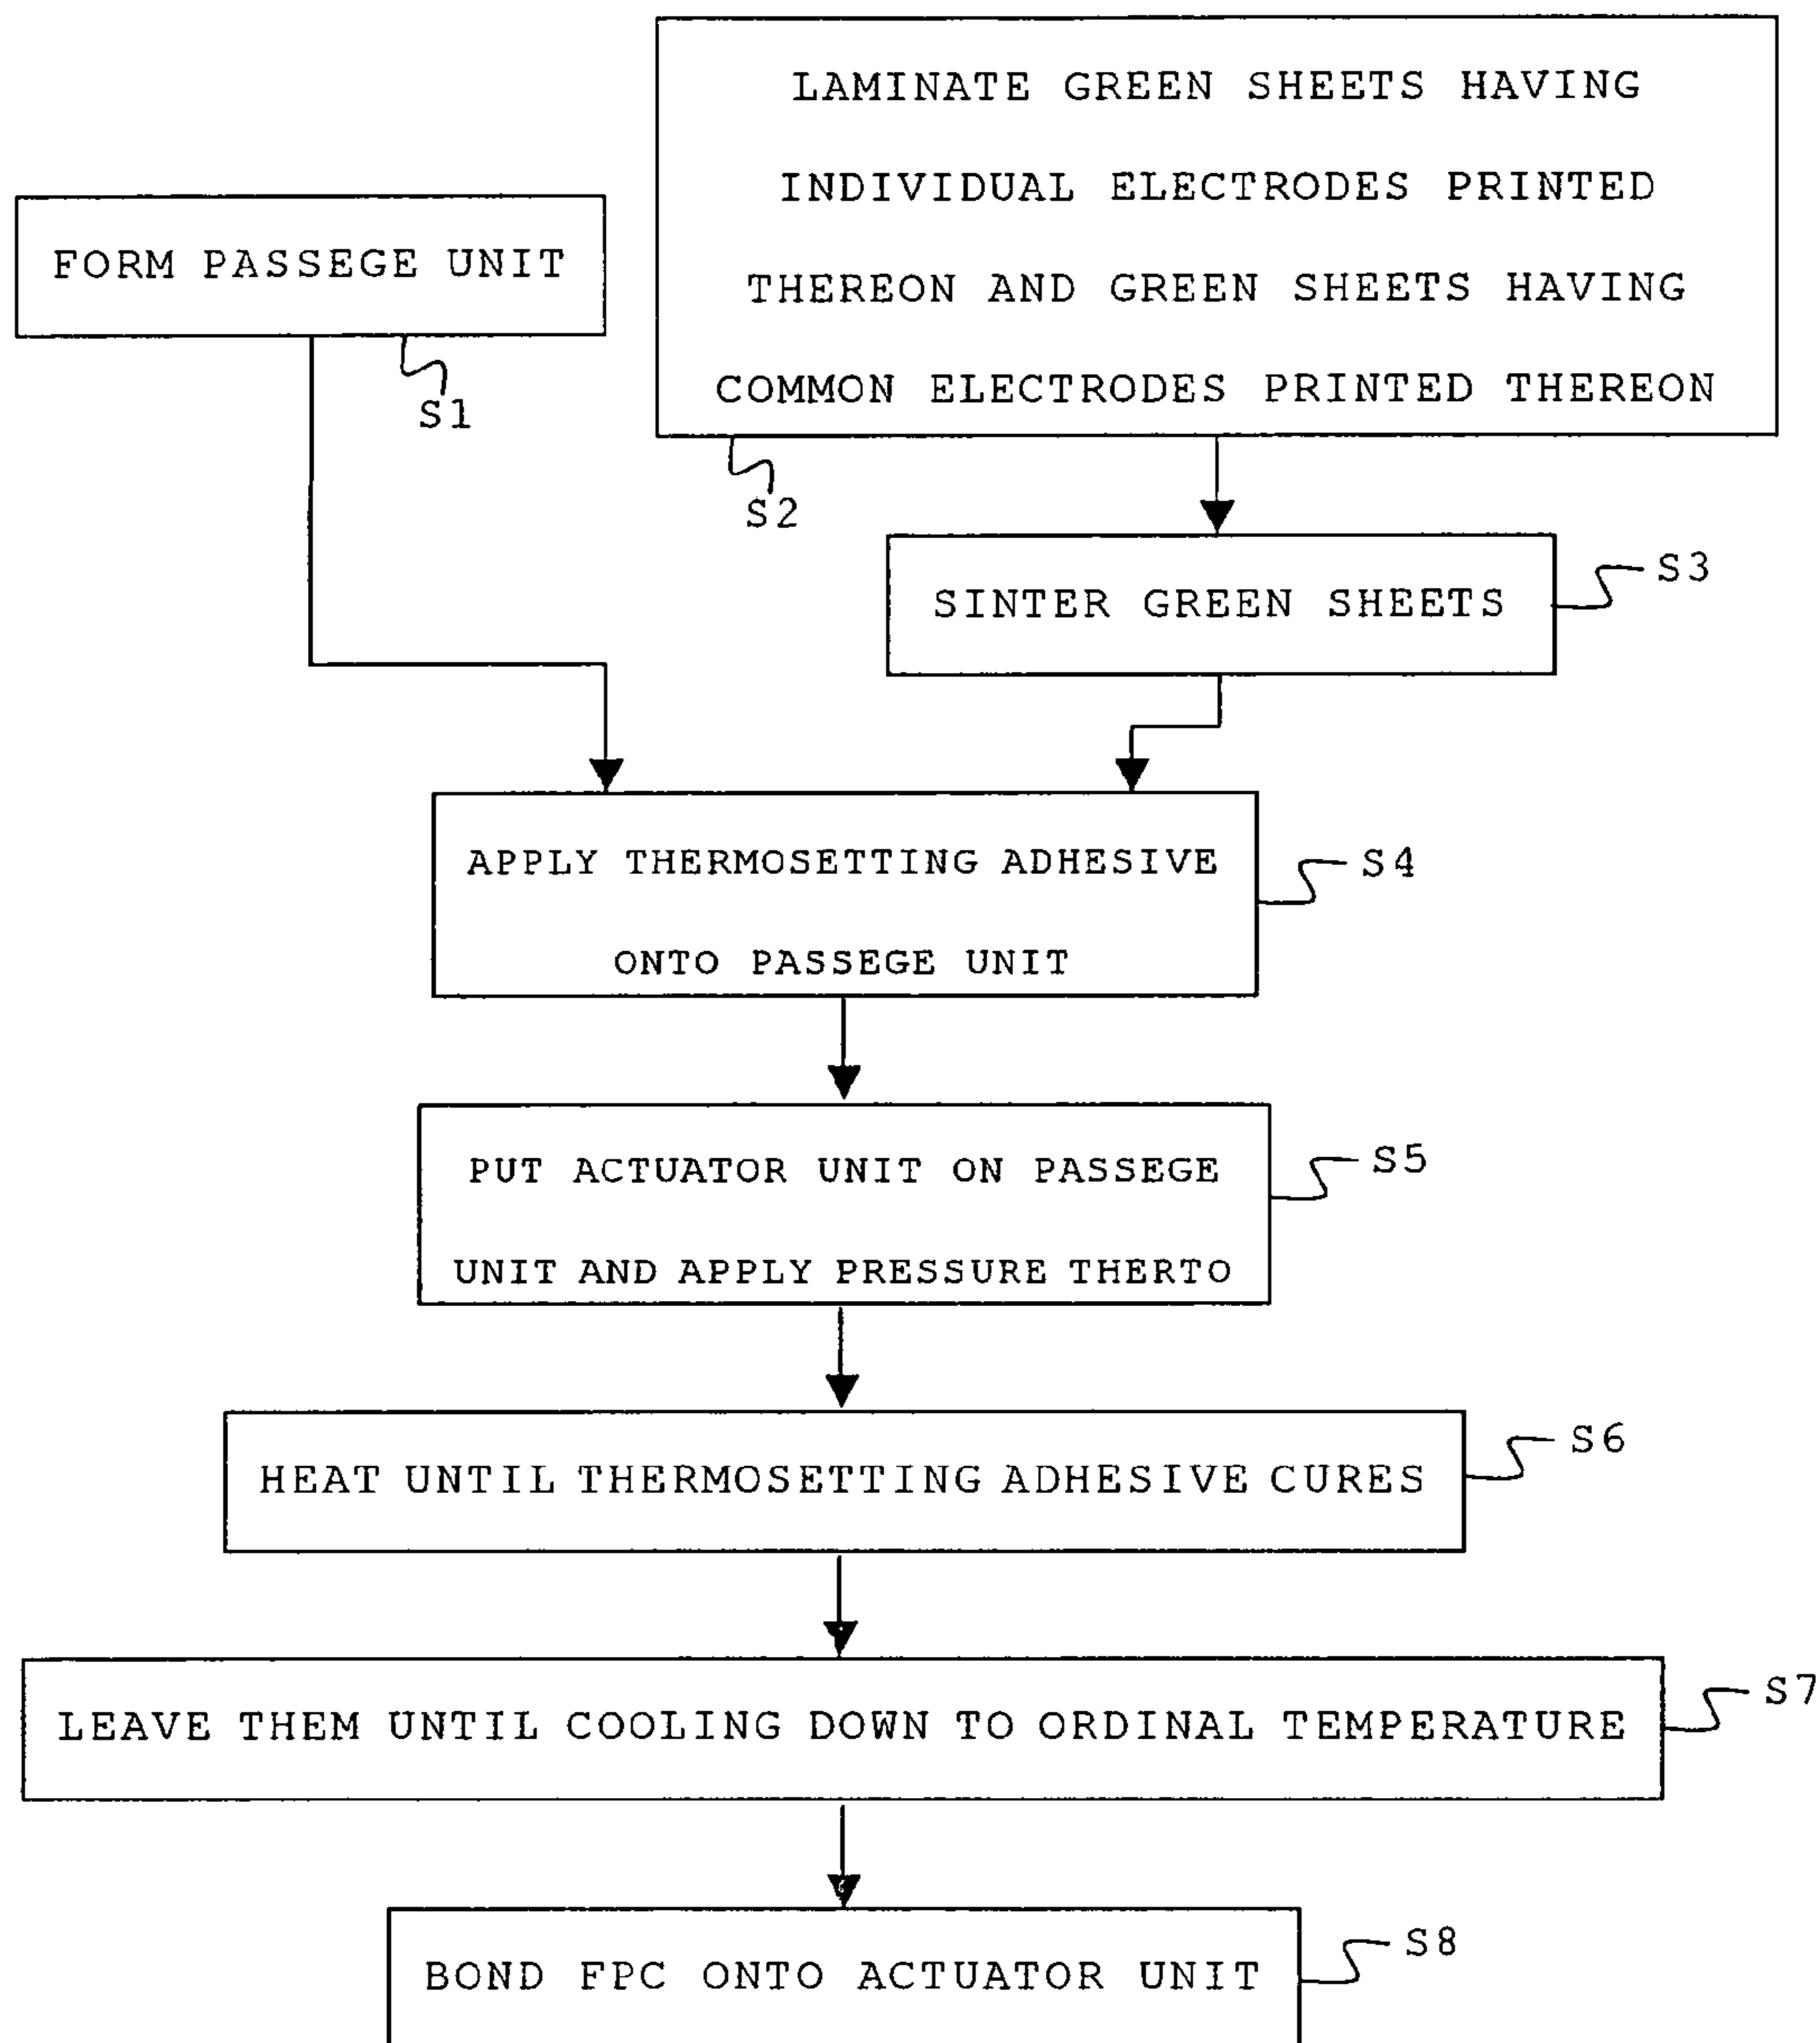 FORM PASSEGE UNIT
S1
LAMINATE GREEN SHEETS HAVING
INDIVIDUAL ELECTRODES PRINTED
THEREON AND GREEN SHEETS HAVING
COMMON ELECTRODES PRINTED THEREON
S2
SINTER GREEN SHEETS
S3
APPLY THERMOSETTING ADHESIVE
ONTO PASSEGE UNIT
S4
PUT ACTUATOR UNIT ON PASSEGE
UNIT AND APPLY PRESSURE THERTO
S5
HEAT UNTIL THERMOSETTING ADHESIVE CURES
S6
LEAVE THEM UNTIL COOLING DOWN TO ORDINAL TEMPERATURE
S7
BOND FPC ONTO ACTUATOR UNIT
S8